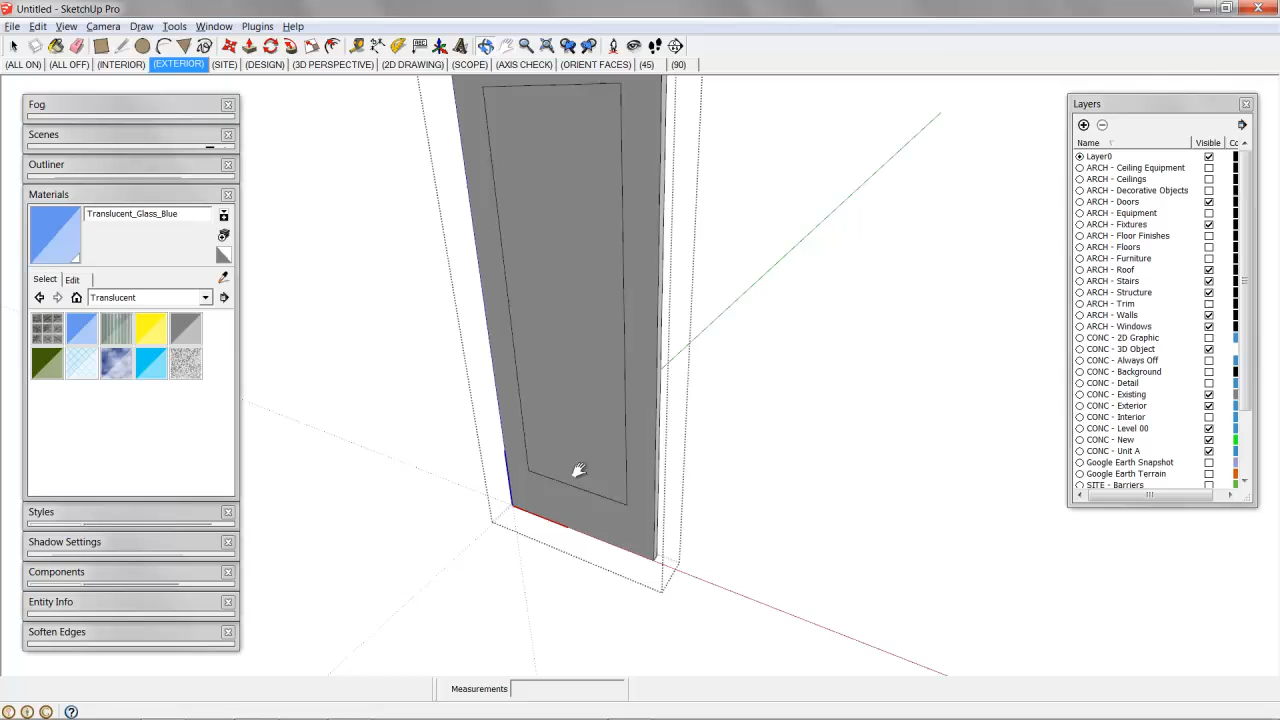 Untitled - SketchUp Pro
File Edit View Camera Draw Tools Window Plugins Help
(ALL ON) (ALL OFF) (INTERIOR) (EXTERIOR) (SITE) (DESIGN) (3D PERSPECTIVE) (2D DRAWING) (SCOPE) (AXIS CHECK) (ORIENT FACES) (45) (90)
Fog
Scenes
Outliner
Materials
Translucent_Glass_Blue
Select Edit
Translucent
Styles
Shadow Settings
Components
Entity Info
Soften Edges
Layers
Name Visible Co
Layer0
ARCH - Ceiling Equipment
ARCH - Ceilings
ARCH - Decorative Objects
ARCH - Doors
ARCH - Equipment
ARCH - Fixtures
ARCH - Floor Finishes
ARCH - Floors
ARCH - Furniture
ARCH - Roof
ARCH - Stairs
ARCH - Structure
ARCH - Trim
ARCH - Walls
ARCH - Windows
CONC - 2D Graphic
CONC - 3D Object
CONC - Always Off
CONC - Background
CONC - Detail
CONC - Existing
CONC - Exterior
CONC - Interior
CONC - Level 00
CONC - New
CONC - Unit A
Google Earth Snapshot
Google Earth Terrain
SITE - Barriers
Measurements